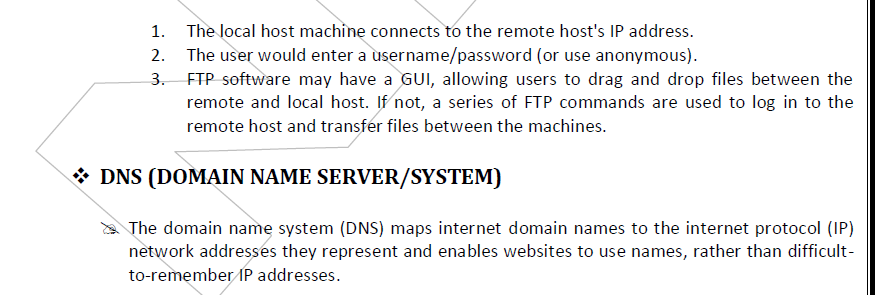 1. The local host machine connects to the remote host's IP address.
2. The user would enter a username/password (or use anonymous).
3. FTP software may have a GUI, allowing users to drag and drop files between the
remote and local host. If not, a series of FTP commands are used to log in to the
remote host and transfer files between the machines.
❖ DNS (DOMAIN NAME SERVER/SYSTEM)
The domain name system (DNS) maps internet domain names to the internet protocol (IP)
network addresses they represent and enables websites to use names, rather than difficult-
to-remember IP addresses.